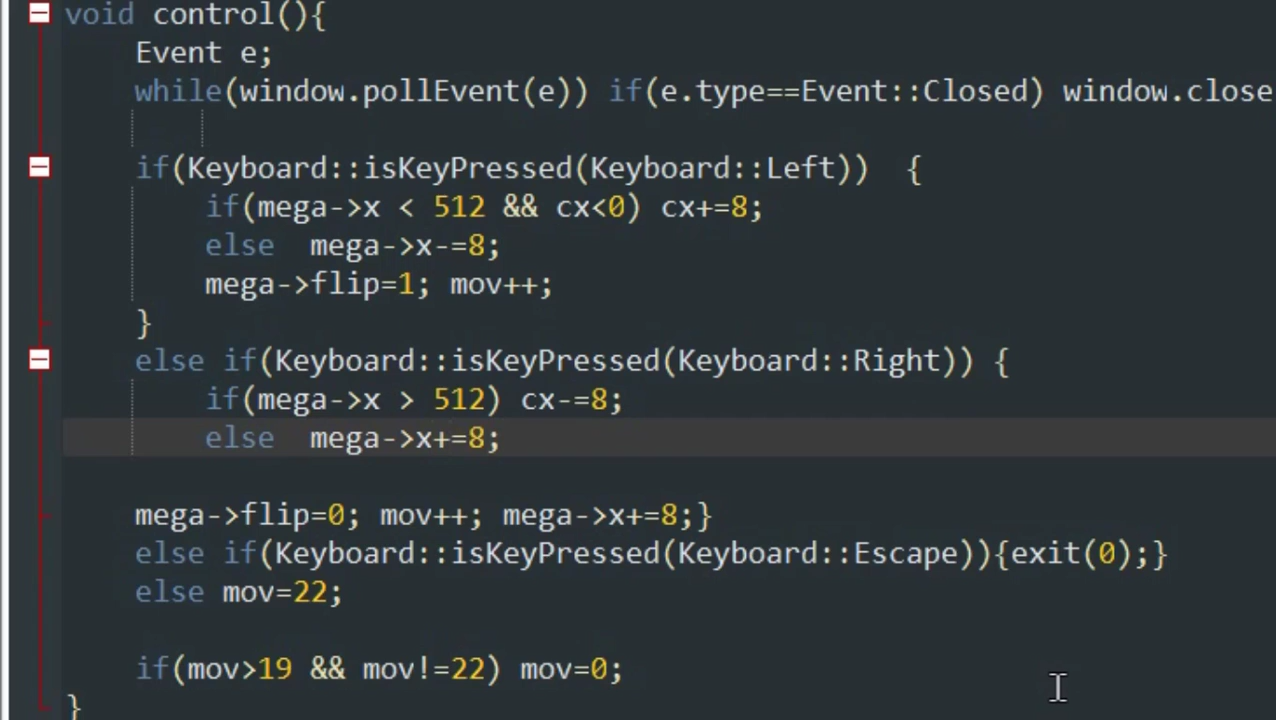 void control(){
Event e;
while(window.pollEvent(e)) if(e.type==Event::Closed) window.close
if(Keyboard::isKeyPressed(Keyboard::Left))  {
if(mega->x < 512 && cx<0) cx+=8;
else  mega->x-=8;
mega->flip=1; mov++;
}
else if(Keyboard::isKeyPressed(Keyboard::Right)) {
if(mega->x > 512) cx-=8;
else  mega->x+=8;
mega->flip=0; mov++; mega->x+=8;}
else if(Keyboard::isKeyPressed(Keyboard::Escape)){exit(0);}
else mov=22;
if(mov>19 && mov!=22) mov=0;
}